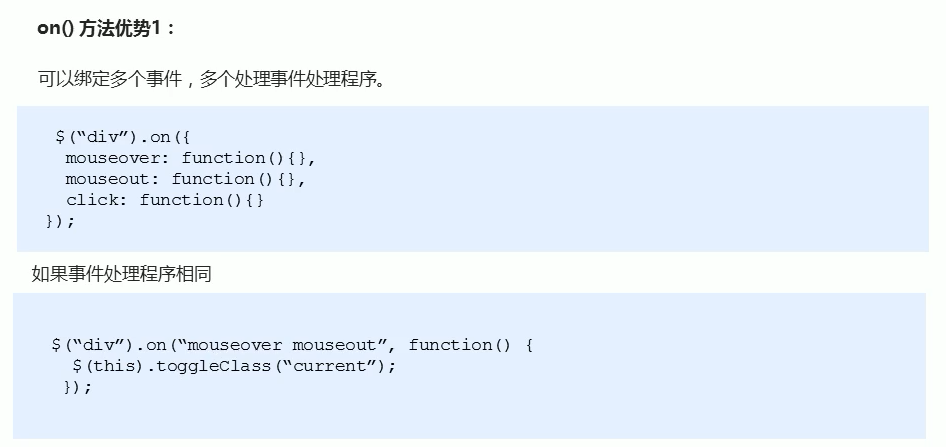 on() 方法优势1：
可以绑定多个事件，多个处理事件处理程序。
$(“div”).on({
mouseover: function(){},
mouseout: function(){},
click: function(){}
});
如果事件处理程序相同
$(“div”).on(“mouseover mouseout”, function() {
$(this).toggleClass(“current”);
});